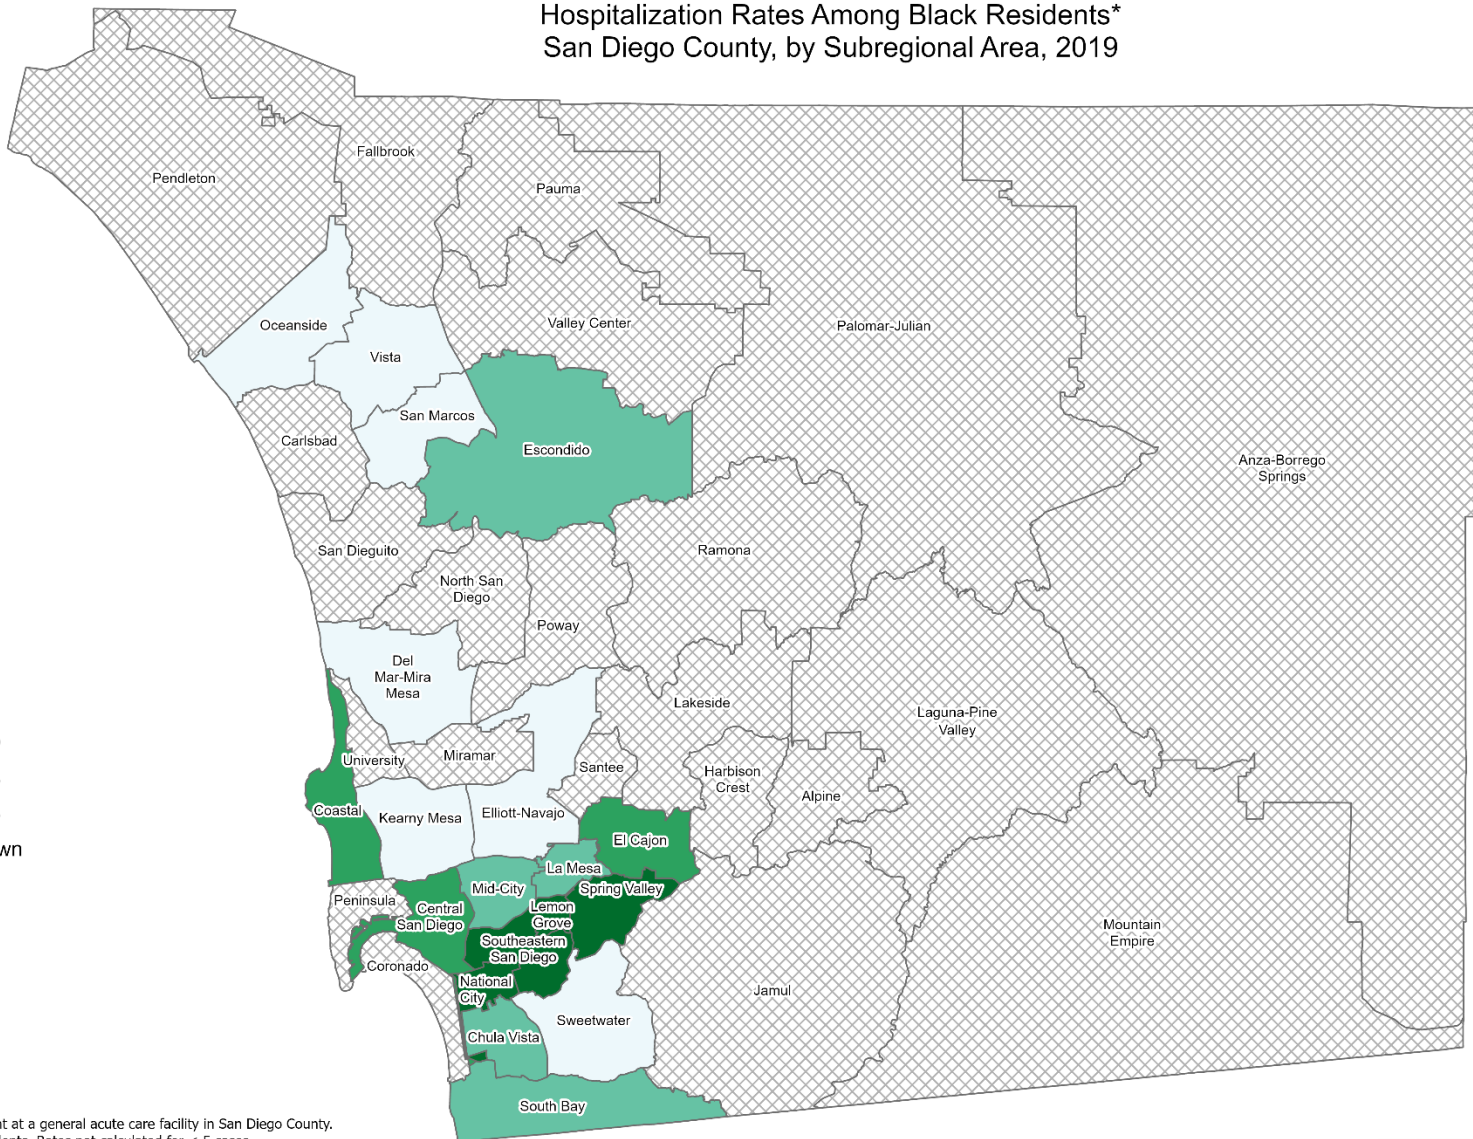 Hospitalization Rates Among Black Residents*
San Diego County, by Subregional Area, 2019
Fallbrook
Pendleton
Pauma
Oceanside
Valley Center
Palomar-Julian
Vista
San Marcos
Carlsbad
Escondido
Anza-Borrego
Springs
San Dieguito
Ramona
North San
Diego
Poway
Del
Mar-Mira
Mesa
Lakeside
Laguna-Pine
Valley
University
Miramar
Santee
Harbison
Crest
Alpine
Coastal
Kearny Mesa
Elliott-Navajo
El Cajon
wn
La Mesa
Mid-City
Spring Valley
Peninsula
Central
San Diego
Lemon
Grove
Mountain
Empire
Southeastern
San Diego
Coronado
National
City
Jamul
Sweetwater
Chula Vista
South Bay
nt at a general acute care facility in San Diego County.